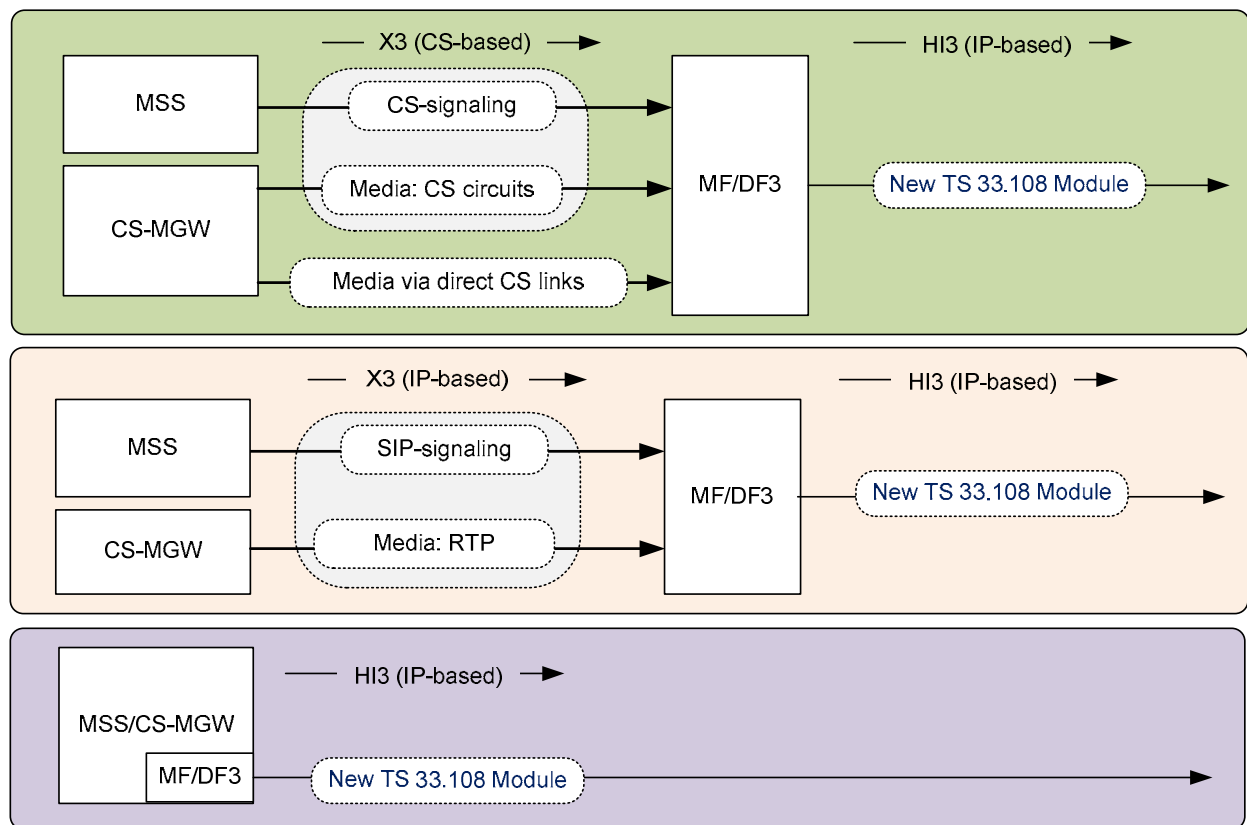 X3 (CS-based)
HI3 (IP-based)
MSS
CS-signaling
Media: CS circuits
MF/DF3
New TS 33.108 Module
CS-MGW
Media via direct CS links
X3 (IP-based)
HI3 (IP-based)
MSS
SIP-signaling
MF/DF3
New TS 33.108 Module
CS-MGW
Media: RTP
HI3 (IP-based)
MSS/CS-MGW
MF/DF3
New TS 33.108 Module